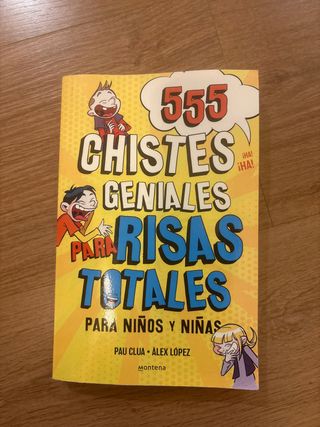 555
CHISTES
¡HA!
¡HA!
GENIALES
PARA RISAS
TOTALES
PARA NIÑOS Y NIÑAS
PAU CLUA • ÀLEX LÓPEZ
montena